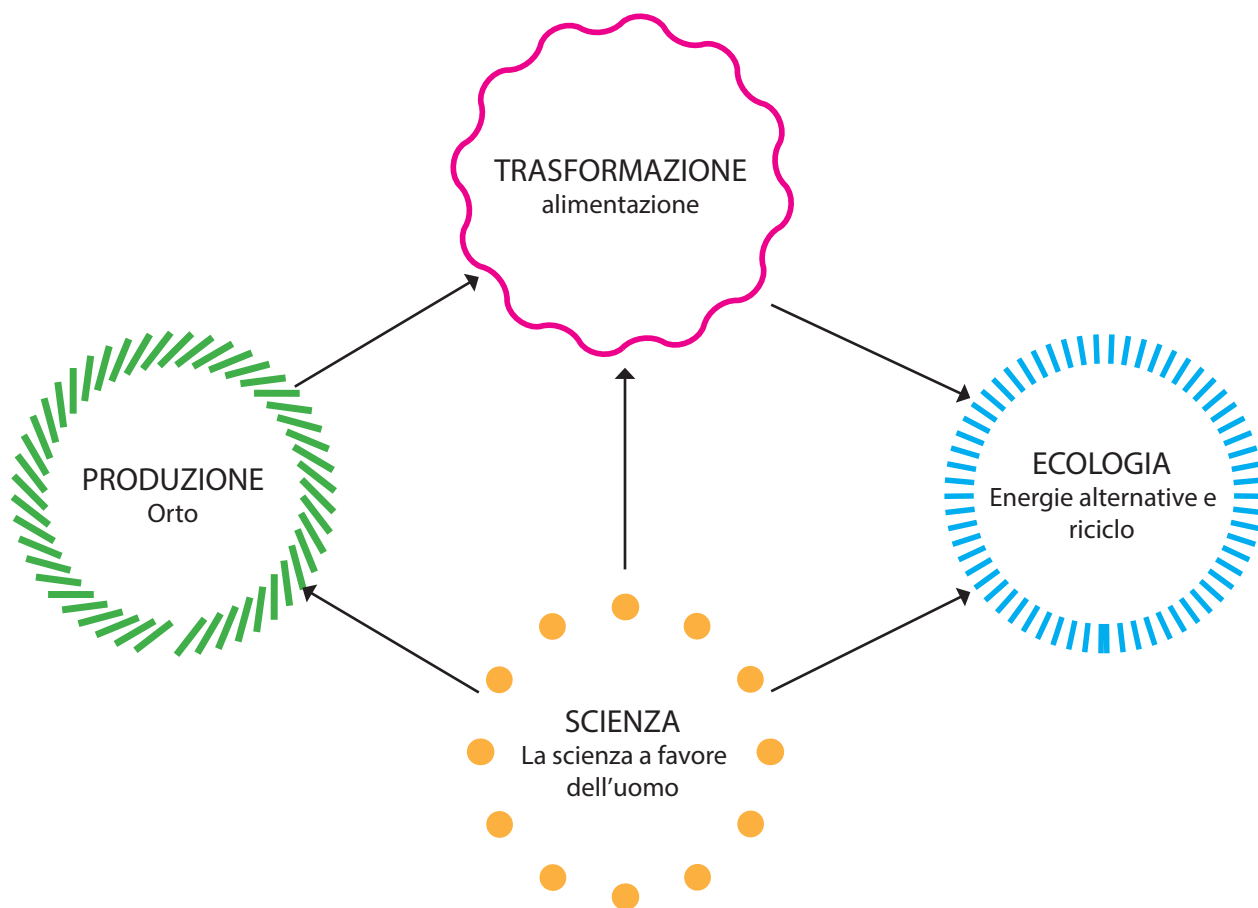 TRASFORMAZIONE
alimentazione
PRODUZIONE
Orto
ECOLOGIA
Energie alternative e
riciclo
SCIENZA
La scienza a favore
dell’uomo